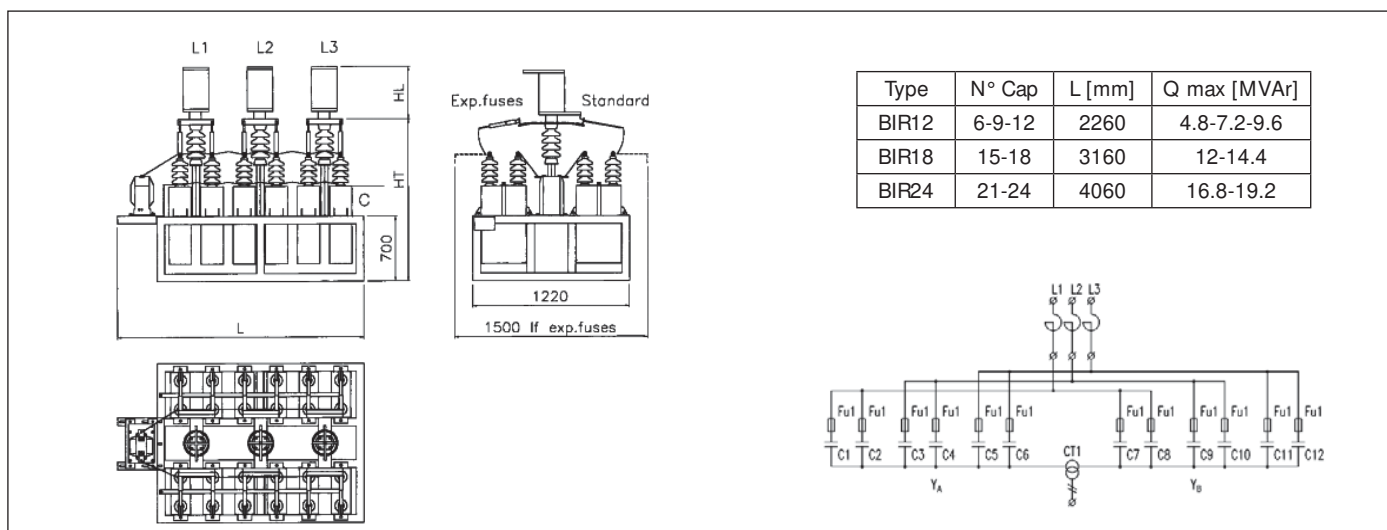 L1 L2 L3
HL
HT
C
700
L
Exp.fuses Standard
1220
1500 If exp.fuses
Type N° Cap L [mm] Q max [MVAr]
BIR12 6-9-12 2260 4.8-7.2-9.6
BIR18 15-18 3160 12-14.4
BIR24 21-24 4060 16.8-19.2
L1 L2 L3
Fu1 Fu1 Fu1 Fu1 Fu1 Fu1 Fu1 Fu1 Fu1 Fu1 Fu1 Fu1
C1 C2 C3 C4 C5 C6 CT1 C7 C8 C9 C10 C11 C12
YA YB